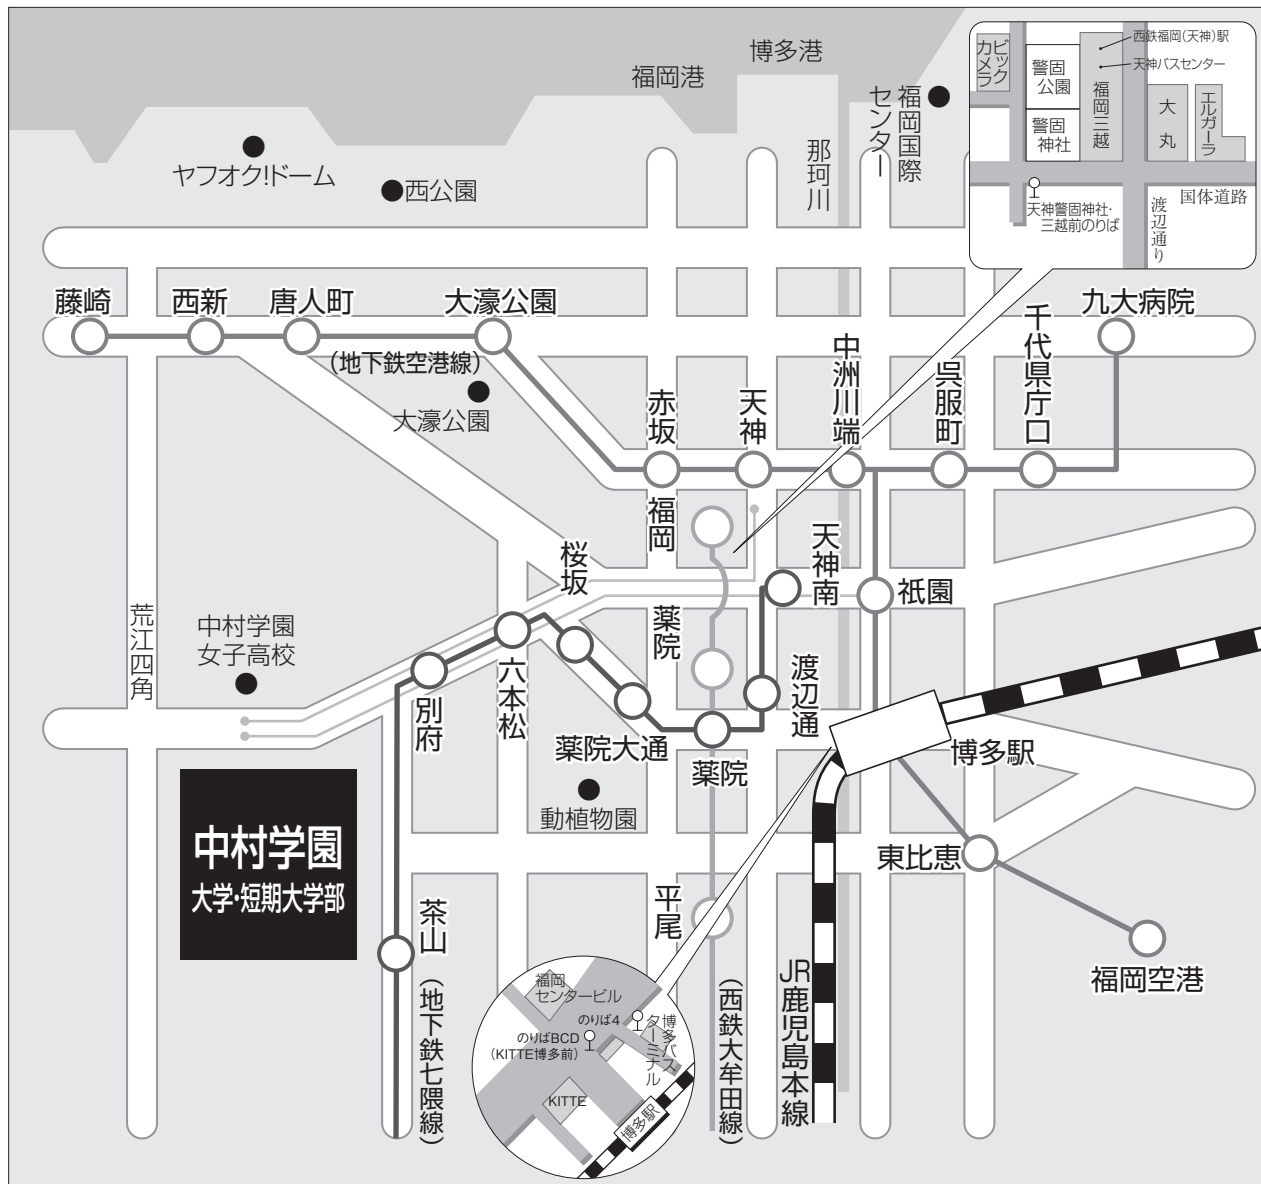 博多港
福岡港
福岡国際
センター
那珂川
ヤフオク!ドーム
西公園
ビック
カメラ
警固
公園
警固
神社
福岡三越
西鉄福岡(天神)駅
天神バスセンター
大丸
エルガーラ
国体道路
渡辺通り
天神警固神社・
三越前のりば
藤崎
西新
唐人町
大濠公園
(地下鉄空港線)
大濠公園
赤坂
天神
中洲川端
呉服町
千代県庁口
九大病院
福岡
桜坂
薬院
天神南
祇園
荒江四角
中村学園
女子高校
別府
六本松
薬院大通
薬院
渡辺通
博多駅
動植物園
中村学園
大学・短期大学部
茶山
(地下鉄七隈線)
平尾
(西鉄大牟田線)
JR鹿児島本線
東比恵
福岡空港
福岡
センタービル
のりば4
のりばBCD
(KITTE博多前)
博多バス
ターミナル
KITTE
博多駅